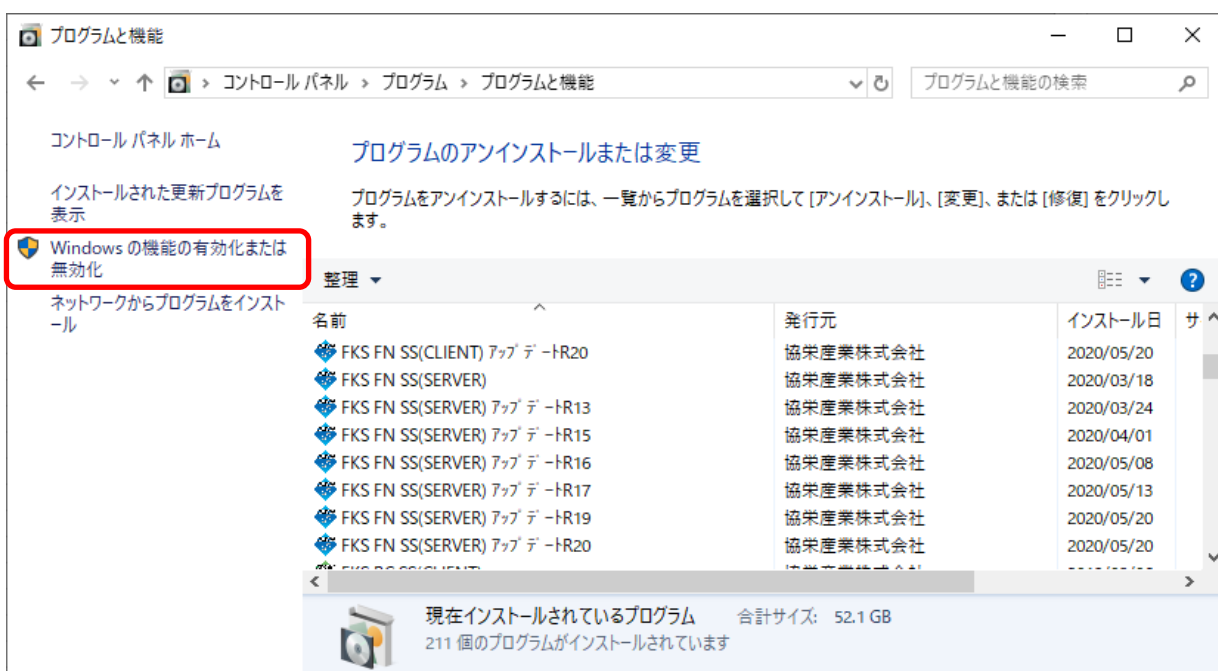 プログラムと機能
コントロール パネル › プログラム › プログラムと機能
プログラムと機能の検索
コントロール パネル ホーム
インストールされた更新プログラムを
表示
Windows の機能の有効化または
無効化
ネットワークからプログラムをインスト
ール
プログラムのアンインストールまたは変更
プログラムをアンインストールするには、一覧からプログラムを選択して [アンインストール]、[変更]、または [修復] をクリックし
ます。
整理
名前 発行元 インストール日 サ
FKS FN SS(CLIENT) ｱｯﾌﾟﾃﾞｰﾄR20 協栄産業株式会社 2020/05/20
FKS FN SS(SERVER) 協栄産業株式会社 2020/03/18
FKS FN SS(SERVER) ｱｯﾌﾟﾃﾞｰﾄR13 協栄産業株式会社 2020/03/24
FKS FN SS(SERVER) ｱｯﾌﾟﾃﾞｰﾄR15 協栄産業株式会社 2020/04/01
FKS FN SS(SERVER) ｱｯﾌﾟﾃﾞｰﾄR16 協栄産業株式会社 2020/05/08
FKS FN SS(SERVER) ｱｯﾌﾟﾃﾞｰﾄR17 協栄産業株式会社 2020/05/13
FKS FN SS(SERVER) ｱｯﾌﾟﾃﾞｰﾄR19 協栄産業株式会社 2020/05/20
FKS FN SS(SERVER) ｱｯﾌﾟﾃﾞｰﾄR20 協栄産業株式会社 2020/05/20
現在インストールされているプログラム 合計サイズ: 52.1 GB
211 個のプログラムがインストールされています